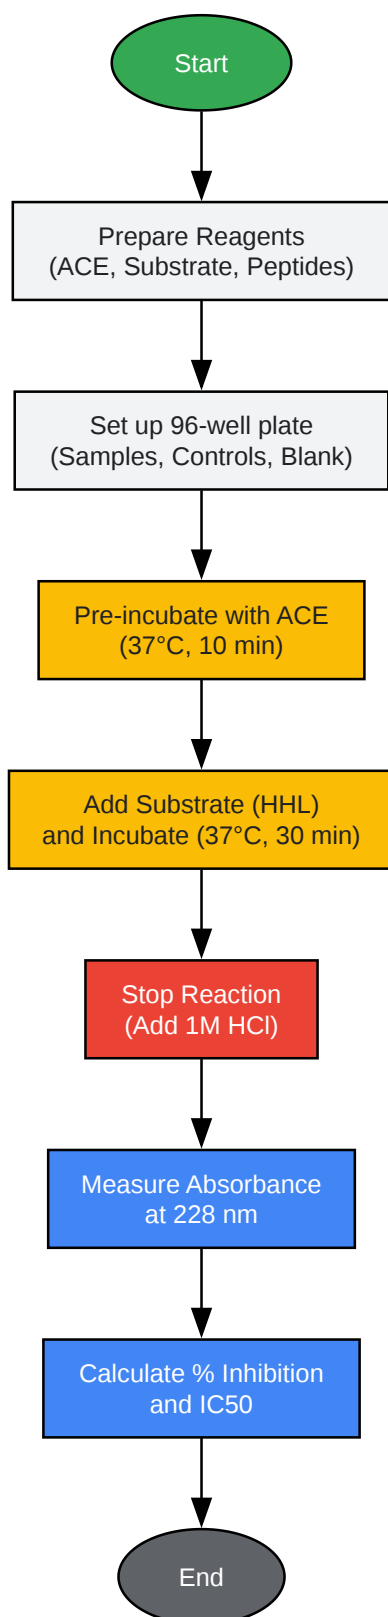 Start
Prepare Reagents
(ACE, Substrate, Peptides)
Set up 96-well plate
(Samples, Controls, Blank)
Pre-incubate with ACE
(37°C, 10 min)
Add Substrate (HHL)
and Incubate (37°C, 30 min)
Stop Reaction
(Add 1M HCl)
Measure Absorbance
at 228 nm
Calculate % Inhibition
and IC50
End